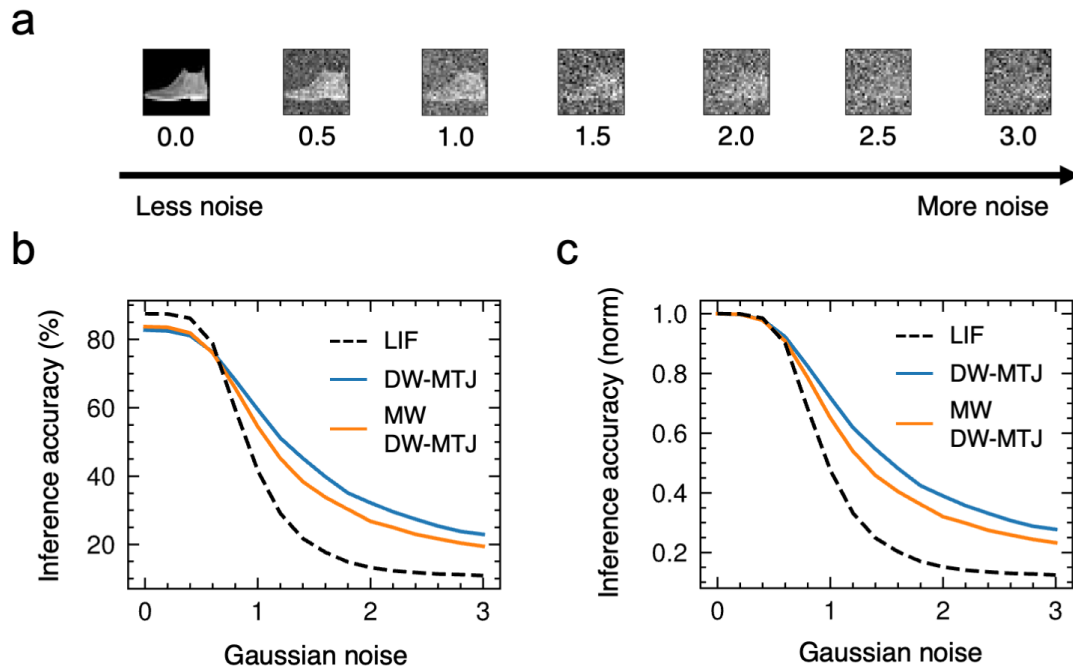 a
0.0 0.5 1.0 1.5 2.0 2.5 3.0
Less noise More noise
b
Inference accuracy (%)
80
60
40
20
0 1 2 3
Gaussian noise
LIF
DW-MTJ
MW
DW-MTJ
c
Inference accuracy (norm)
1.0
0.8
0.6
0.4
0.2
0 1 2 3
Gaussian noise
LIF
DW-MTJ
MW
DW-MTJ